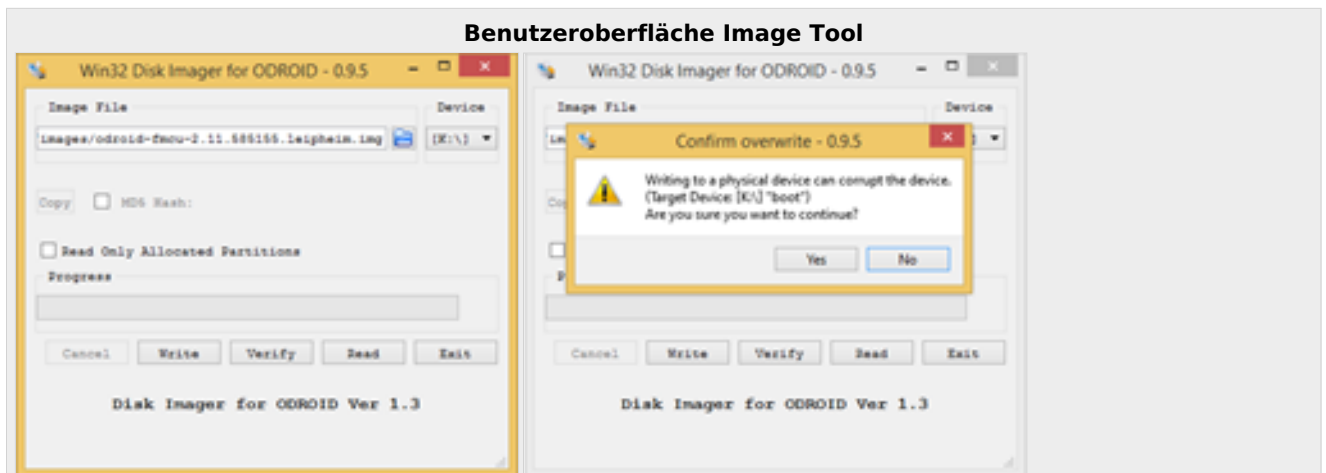 Benutzeroberfläche Image Tool
Win32 Disk Imager for ODROID - 0.9.5
Image File
Device
images/odroid-fmcu-2.11.585155.leipheim.img
[K:\]
Copy
MD5 Hash:
Read Only Allocated Partitions
Progress
Cancel Write Verify Read Exit
Disk Imager for ODROID Ver 1.3
Win32 Disk Imager for ODROID - 0.9.5
Image File
Device
Confirm overwrite - 0.9.5
Writing to a physical device can corrupt the device.
(Target Device: [K:\] "boot")
Are you sure you want to continue?
Yes No
Cancel Write Verify Read Exit
Disk Imager for ODROID Ver 1.3